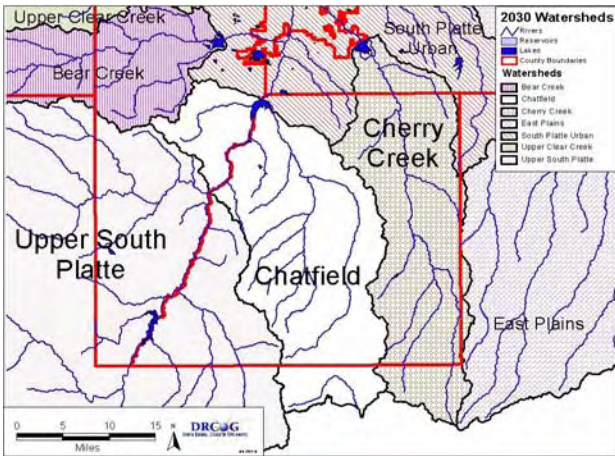 Upper Clear Creek
South Platte
Urban
Bear Creek
Cherry
Creek
Upper South
Platte
Chatfield
East Plains
2030 Watersheds
Rivers
Reservoirs
Lakes
County Boundaries
Watersheds
Bear Creek
Chatfield
Cherry Creek
East Plains
South Platte Urban
Upper Clear Creek
Upper South Platte
0 5 10 15
Miles
N
DRCOG